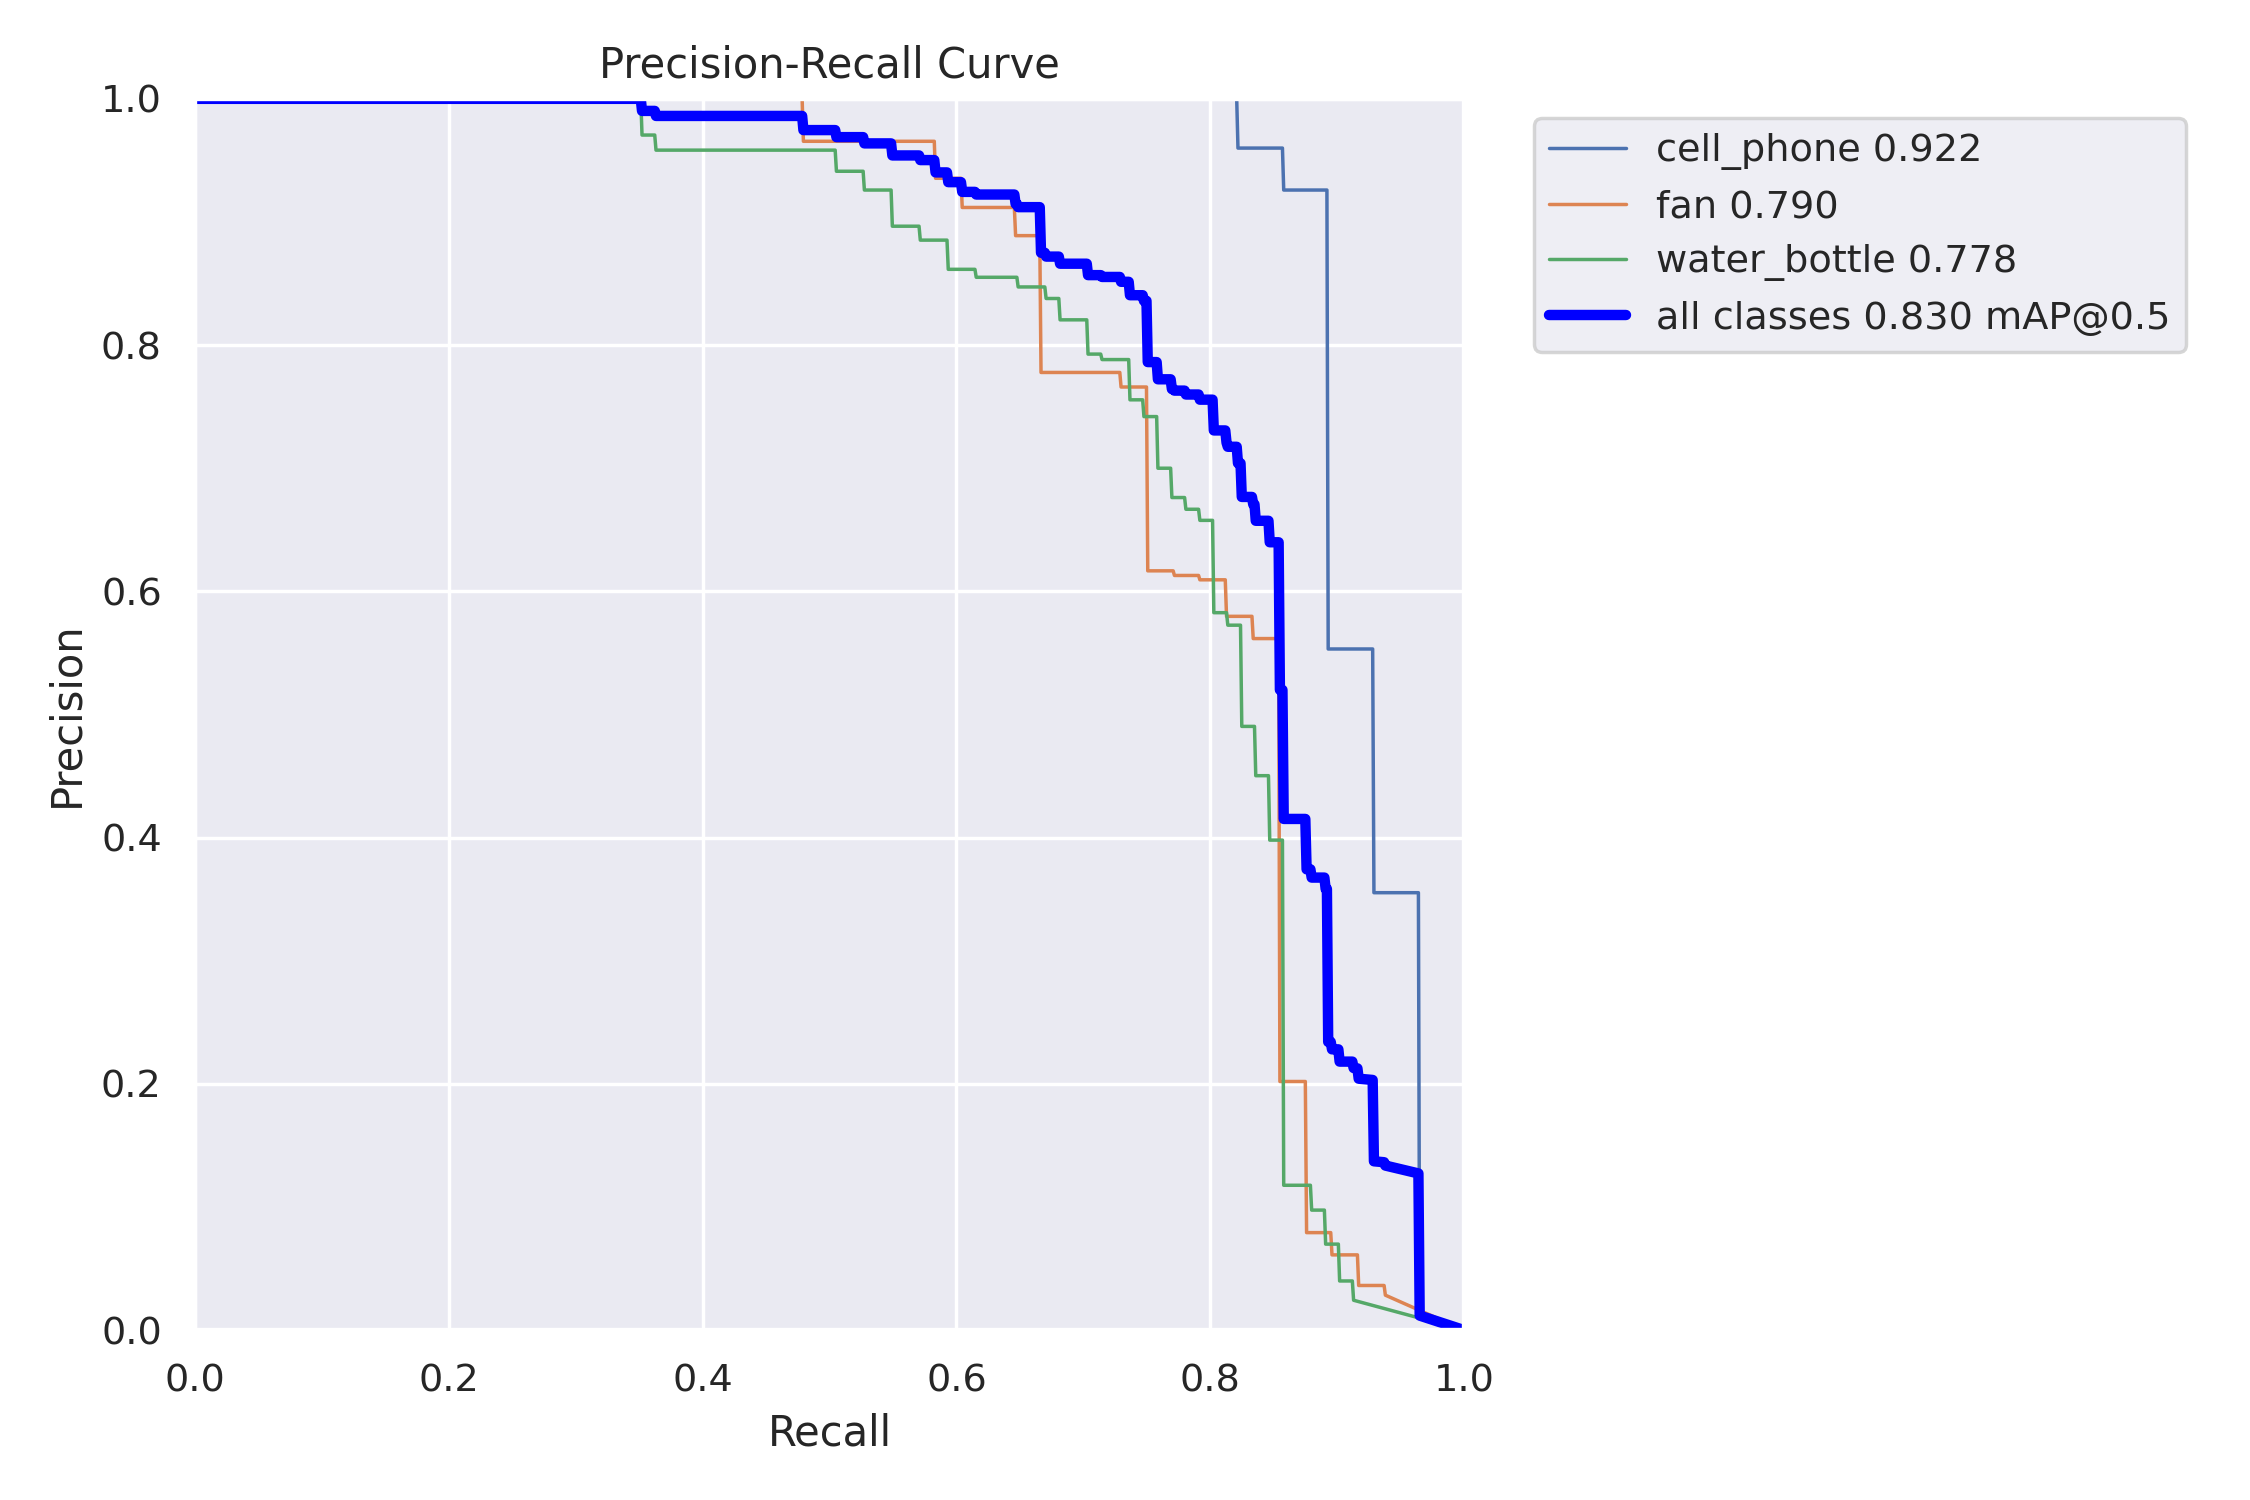 Precision-Recall Curve
1.0
0.8
0.6
0.4
0.2
0.0
Precision
0.0 0.2 0.4 0.6 0.8 1.0
Recall
cell_phone 0.922
fan 0.790
water_bottle 0.778
all classes 0.830 mAP@0.5